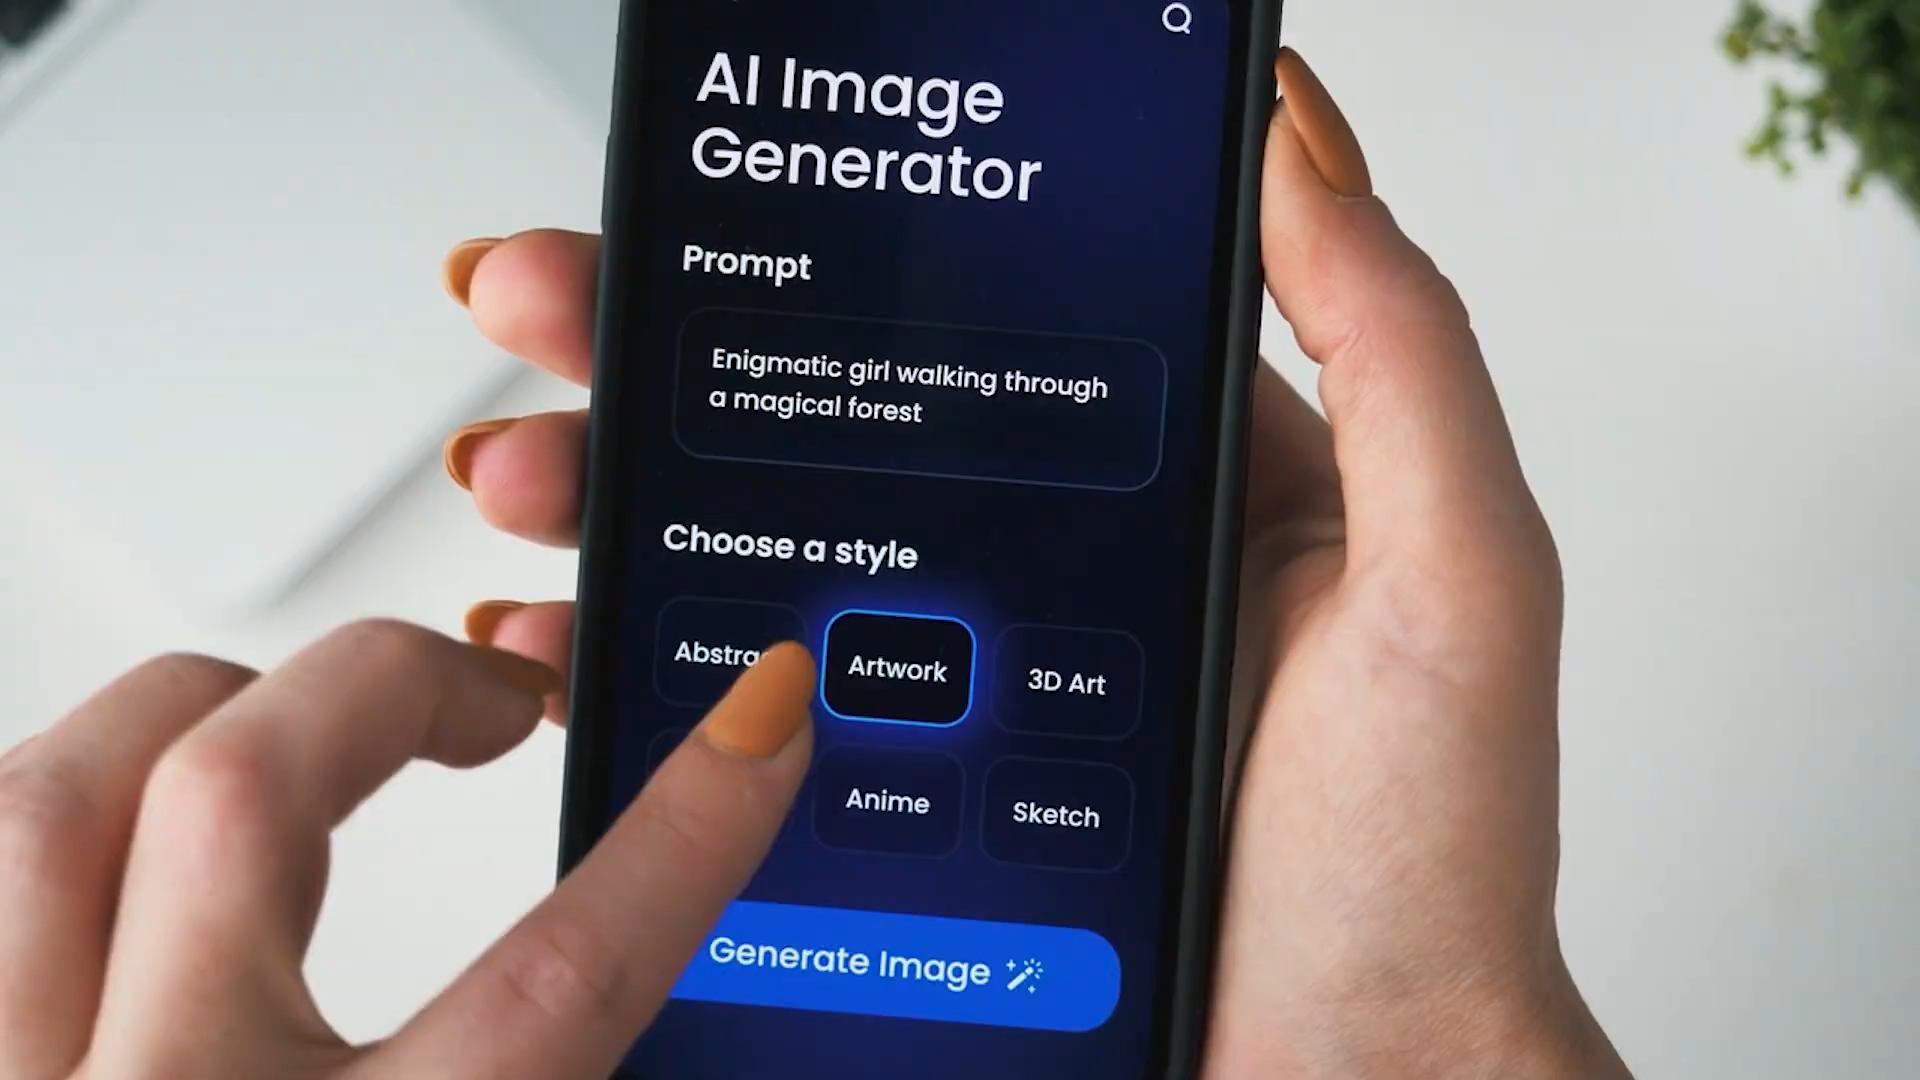 AI Image
Generator
Prompt
Enigmatic girl walking through
a magical forest
Choose a style
Artwork
3D Art
Anime
Sketch
Generate Image